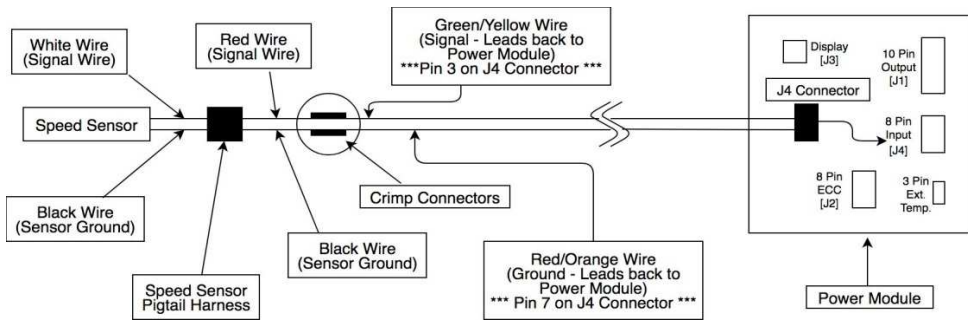 White Wire
(Signal Wire)
Red Wire
(Signal Wire)
Green/Yellow Wire
(Signal - Leads back to
Power Module)
***Pin 3 on J4 Connector ***
Display
[J3]
10 Pin
Output
[J1]
J4 Connector
Speed Sensor
8 Pin
Input
[J4]
8 Pin
ECC
[J2]
3 Pin
Ext.
Temp.
Crimp Connectors
Black Wire
(Sensor Ground)
Black Wire
(Sensor Ground)
Speed Sensor
Pigtail Harness
Red/Orange Wire
(Ground - Leads back to
Power Module)
*** Pin 7 on J4 Connector ***
Power Module